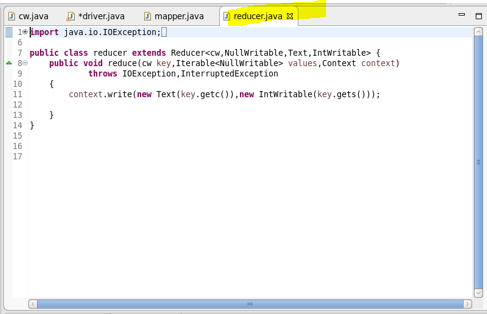 cw.java *driver.java mapper.java reducer.java
1 import java.io.IOException;
6
7 public class reducer extends Reducer<cw,NullWritable,Text,IntWritable> {
8 public void reduce(cw key,Iterable<NullWritable> values,Context context)
9 throws IOException,InterruptedException
10 {
11 context.write(new Text(key.getc()),new IntWritable(key.gets()));
12
13 }
14 }
15
16
17